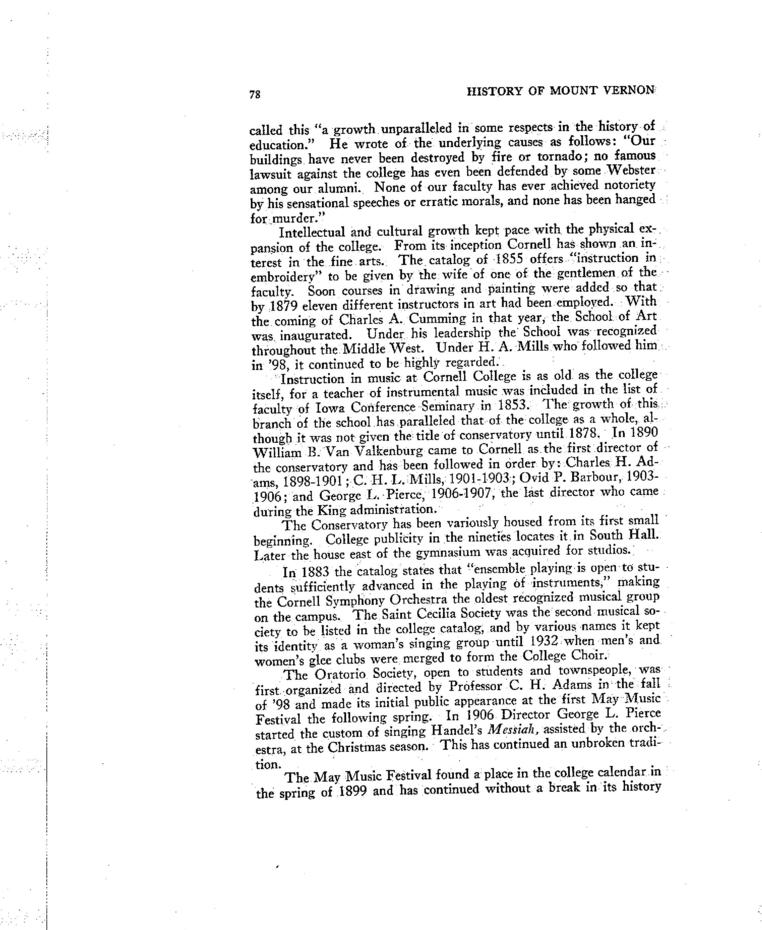 78 HISTORY OF MOUNT VERNON
called this "a growth unparalleled in some respects in the history of
education." He wrote of the underlying causes as follows: "Our
buildings have never been destroyed by fire or tornado; no famous
lawsuit against the college has even been defended by some Webster
among our alumni. None of our faculty has ever achieved notoriety
by his sensational speeches or erratic morals, and none has been hanged
for murder."
Intellectual and cultural growth kept pace with the physical ex-
pansion of the college. From its inception Cornell has shown an in-
terest in the fine arts. The catalog of 1855 offers "instruction in
embroidery" to be given by the wife of one of the gentlemen of the
faculty. Soon courses in drawing and painting were added so that
by 1879 eleven different instructors in art had been employed. With
the coming of Charles A. Cumming in that year, the School of Art
was inaugurated. Under his leadership the School was recognized
throughout the Middle West. Under H. A. Mills who followed him
in '98, it continued to be highly regarded.
Instruction in music at Cornell College is as old as the college
itself, for a teacher of instrumental music was included in the list of
faculty of Iowa Conference Seminary in 1853. The growth of this
branch of the school has paralleled that of the college as a whole, al-
though it was not given the title of conservatory until 1878. In 1890
William B. Van Valkenburg came to Cornell as the first director of
the conservatory and has been followed in order by: Charles H. Ad-
ams, 1898-1901; C. H. L. Mills, 1901-1903; Ovid P. Barbour, 1903-
1906; and George L. Pierce, 1906-1907, the last director who came
during the King administration.
The Conservatory has been variously housed from its first small
beginning. College publicity in the nineties locates it in South Hall.
Later the house east of the gymnasium was acquired for studios.
In 1883 the catalog states that "ensemble playing is open to stu-
dents sufficiently advanced in the playing of instruments," making
the Cornell Symphony Orchestra the oldest recognized musical group
on the campus. The Saint Cecilia Society was the second musical so-
ciety to be listed in the college catalog, and by various names it kept
its identity as a woman's singing group until 1932 when men's and
women's glee clubs were merged to form the College Choir.
The Oratorio Society, open to students and townspeople, was
first organized and directed by Professor C. H. Adams in the fall
of '98 and made its initial public appearance at the first May Music
Festival the following spring. In 1906 Director George L. Pierce
started the custom of singing Handel's Messiah, assisted by the orch-
estra, at the Christmas season. This has continued an unbroken tradi-
tion.
The May Music Festival found a place in the college calendar in
the spring of 1899 and has continued without a break in its history